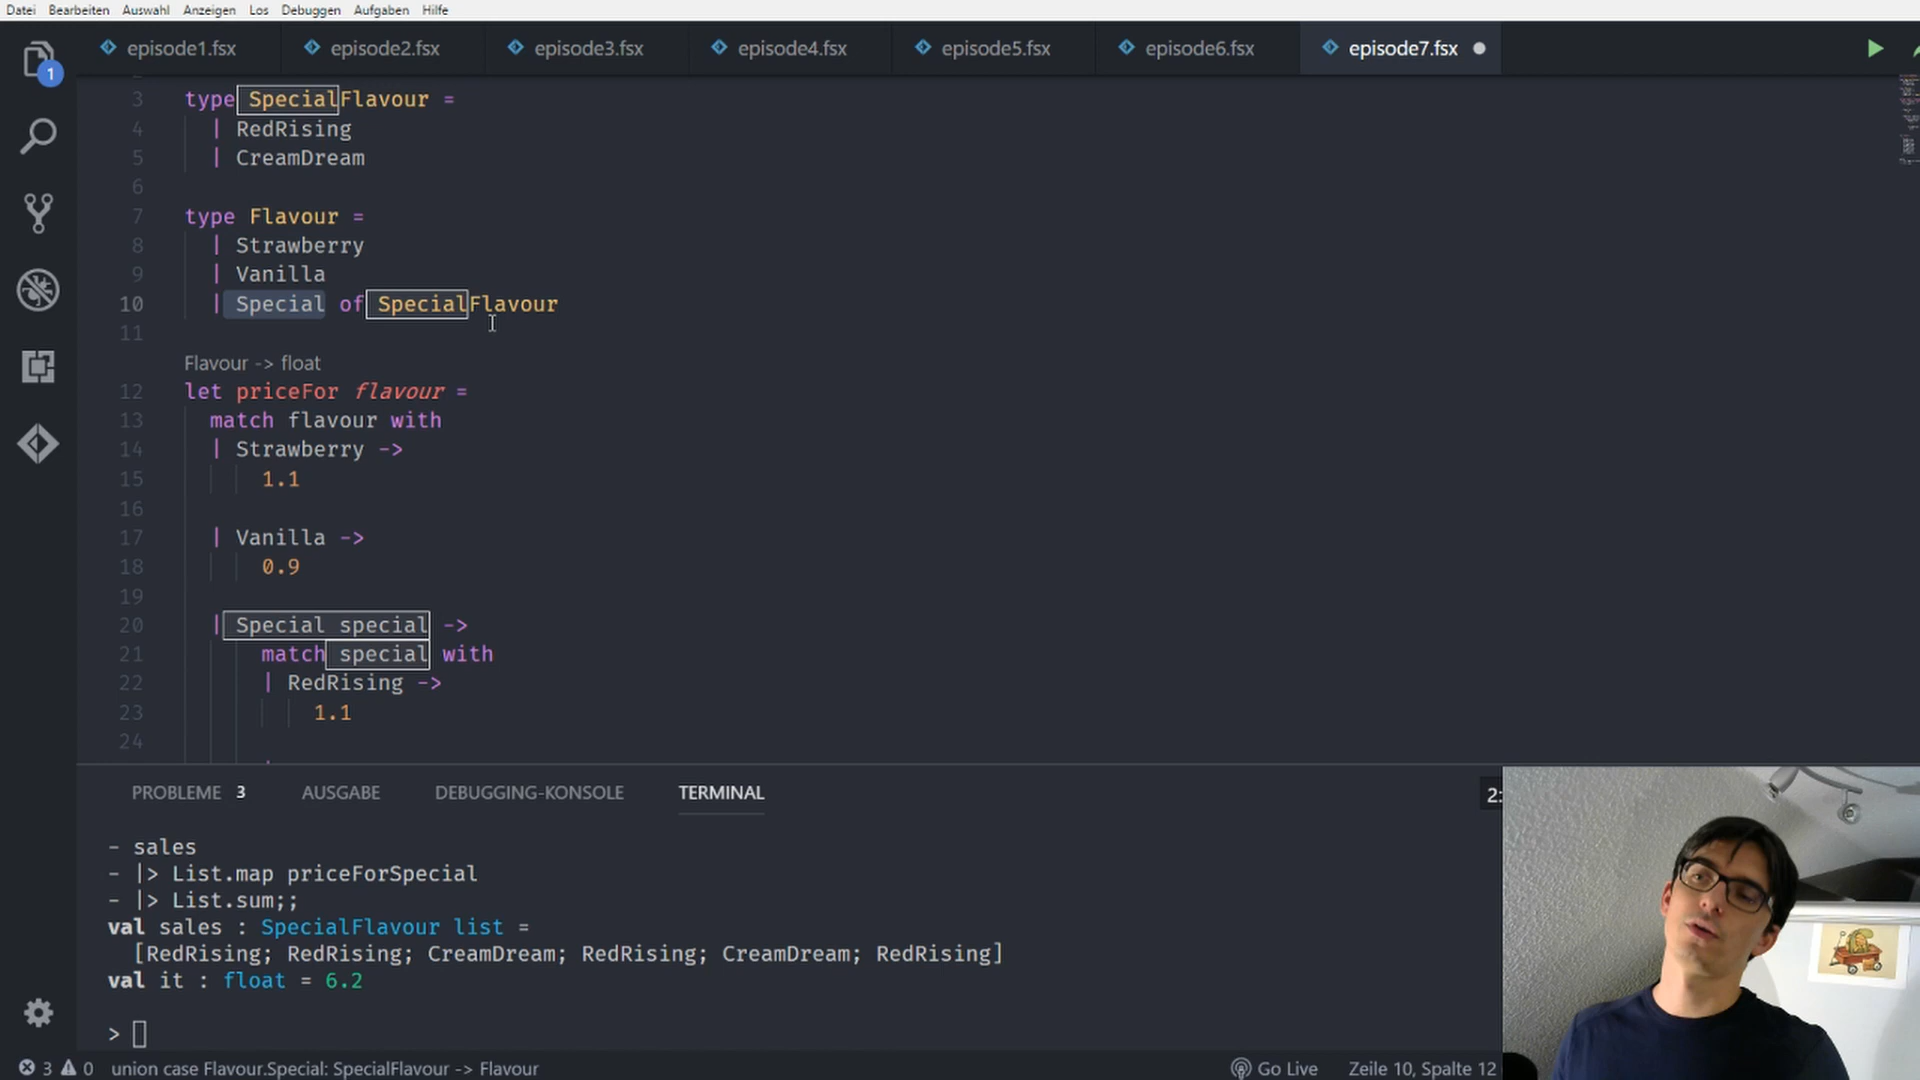 Datei Bearbeiten Auswahl Anzeigen Los Debuggen Aufgaben Hilfe
episode1.fsx episode2.fsx episode3.fsx episode4.fsx episode5.fsx episode6.fsx episode7.fsx
1
3 type SpecialFlavour =
4 | RedRising
5 | CreamDream
6
7 type Flavour =
8 | Strawberry
9 | Vanilla
10 | Special of SpecialFlavour
11
Flavour -> float
12 let priceFor flavour =
13 match flavour with
14 | Strawberry ->
15 1.1
16
17 | Vanilla ->
18 0.9
19
20 | Special special ->
21 match special with
22 | RedRising ->
23 1.1
24
PROBLEME 3 AUSGABE DEBUGGING-KONSOLE TERMINAL 2:
- sales
- |> List.map priceForSpecial
- |> List.sum;;
val sales : SpecialFlavour list =
[RedRising; RedRising; CreamDream; RedRising; CreamDream; RedRising]
val it : float = 6.2
>
3 0 union case Flavour.Special: SpecialFlavour -> Flavour Go Live Zeile 10, Spalte 12